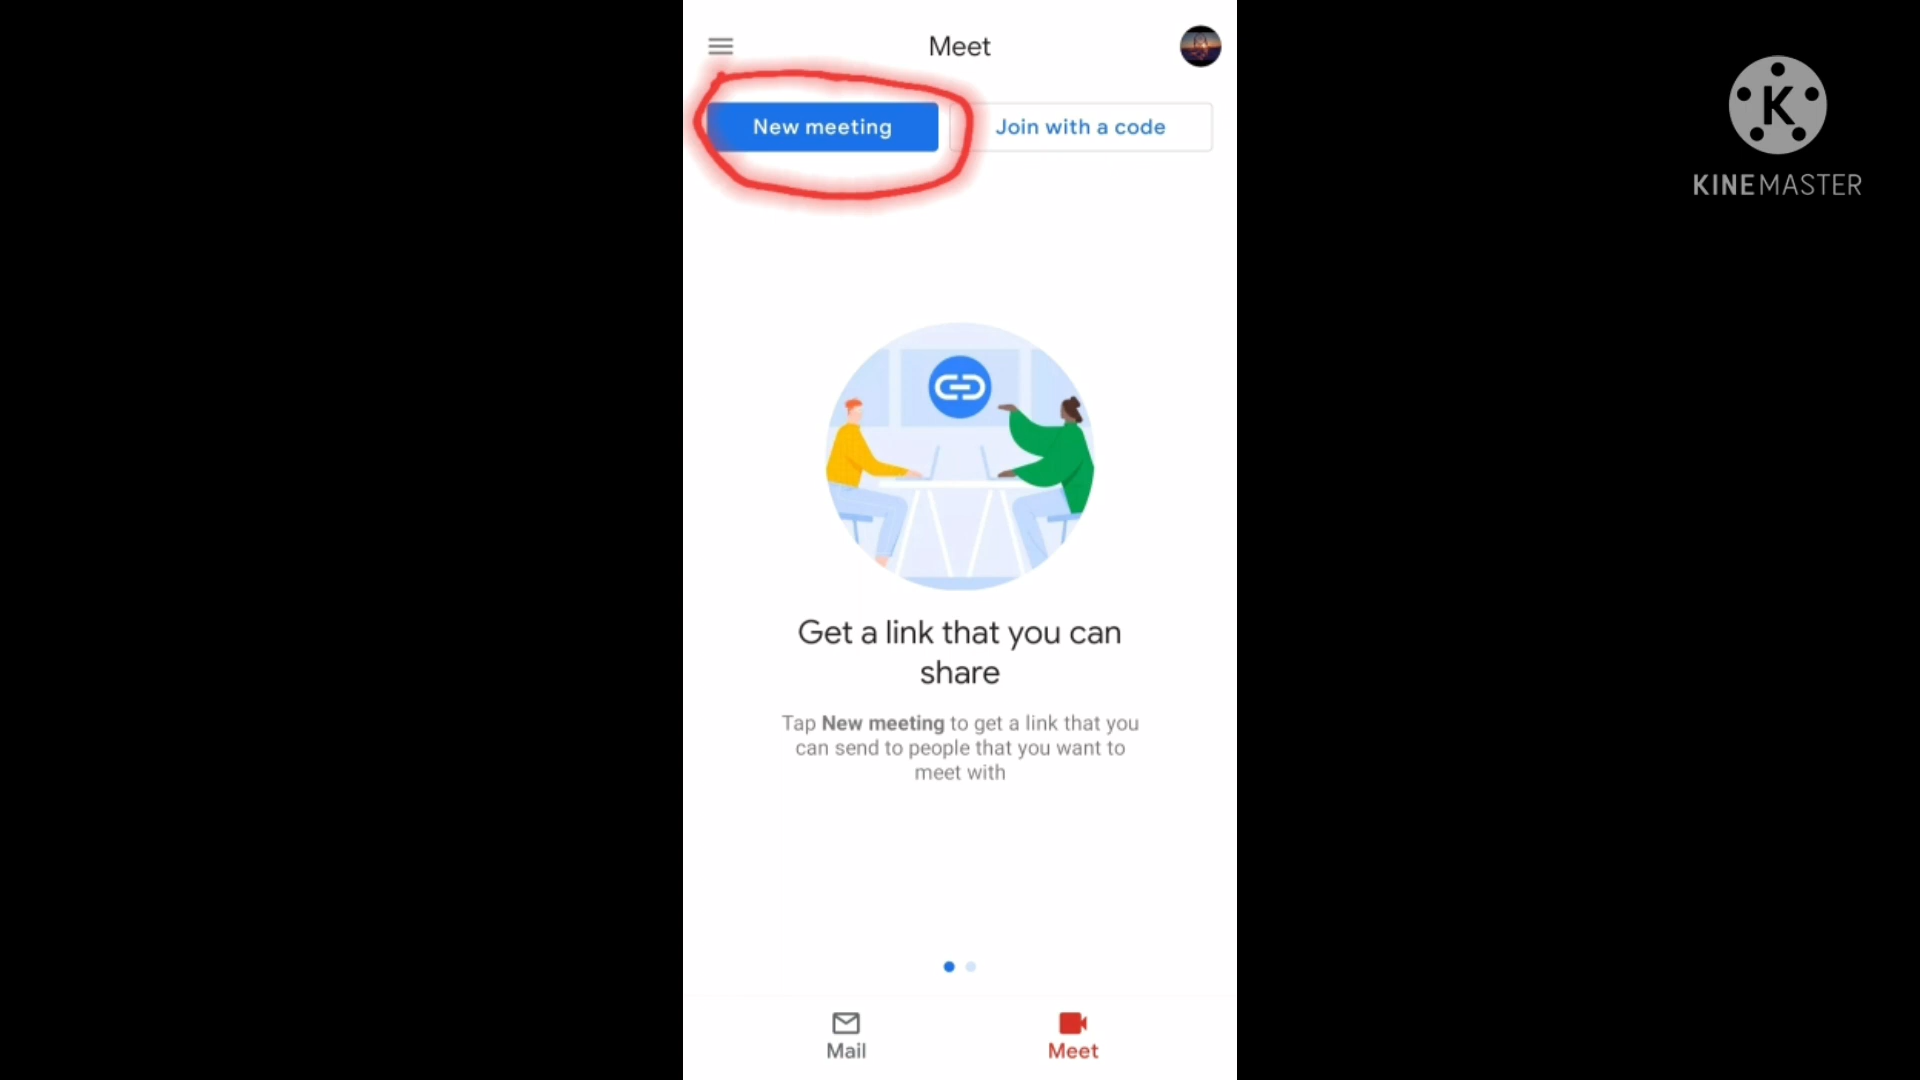 Meet
New meeting
Join with a code
K
KINEMASTER
Get a link that you can
share
Tap New meeting to get a link that you
can send to people that you want to
meet with
Mail
Meet